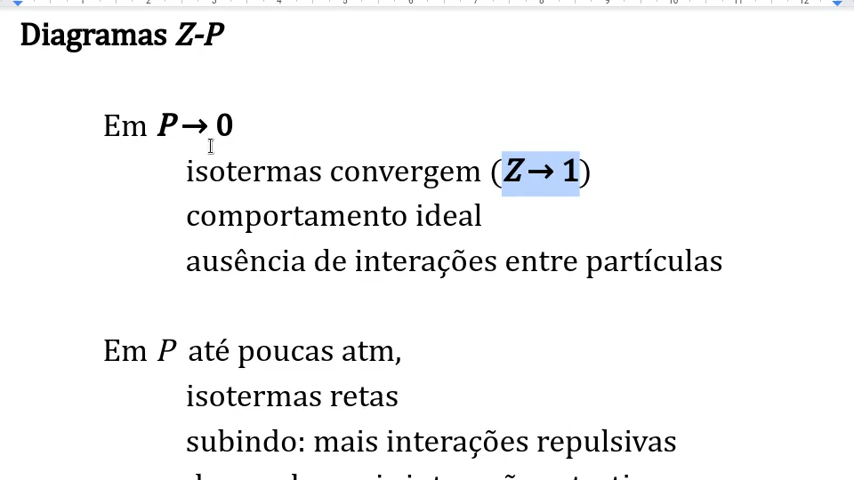 Diagramas Z-P
Em P → 0
isotermas convergem (Z → 1)
comportamento ideal
ausência de interações entre partículas
Em P até poucas atm,
isotermas retas
subindo: mais interações repulsivas